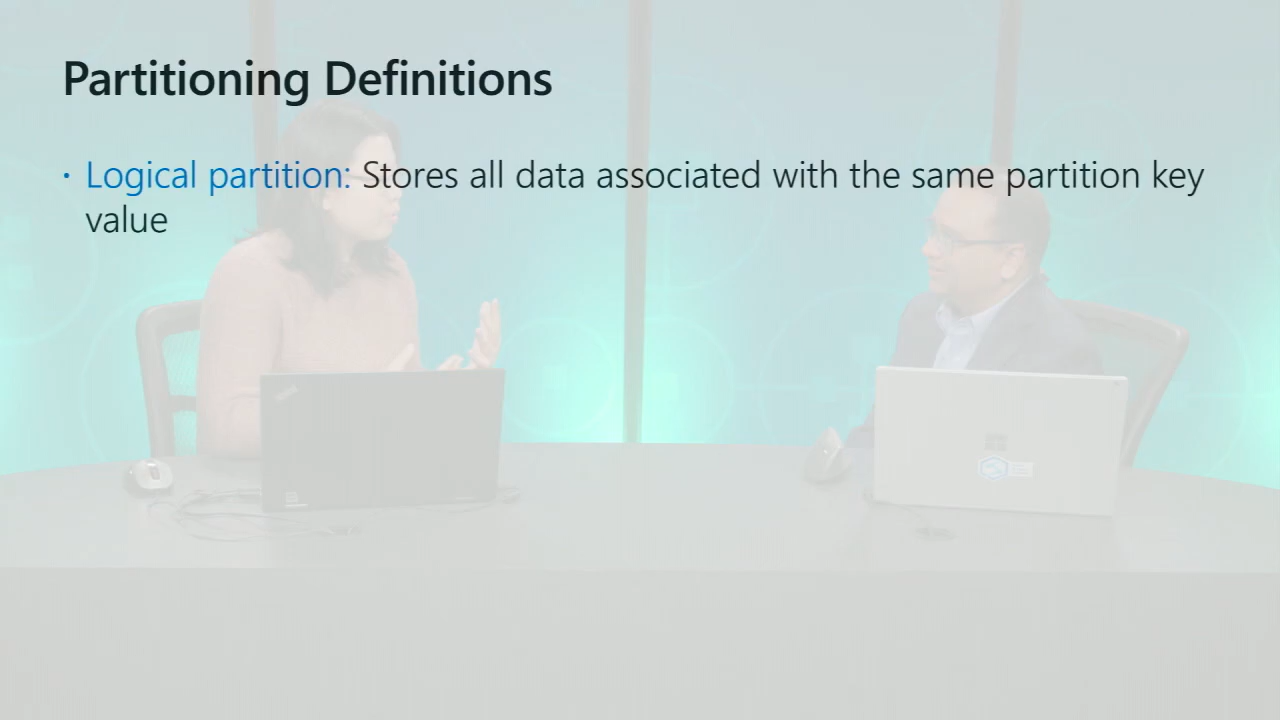 Partitioning Definitions
· Logical partition: Stores all data associated with the same partition key
value